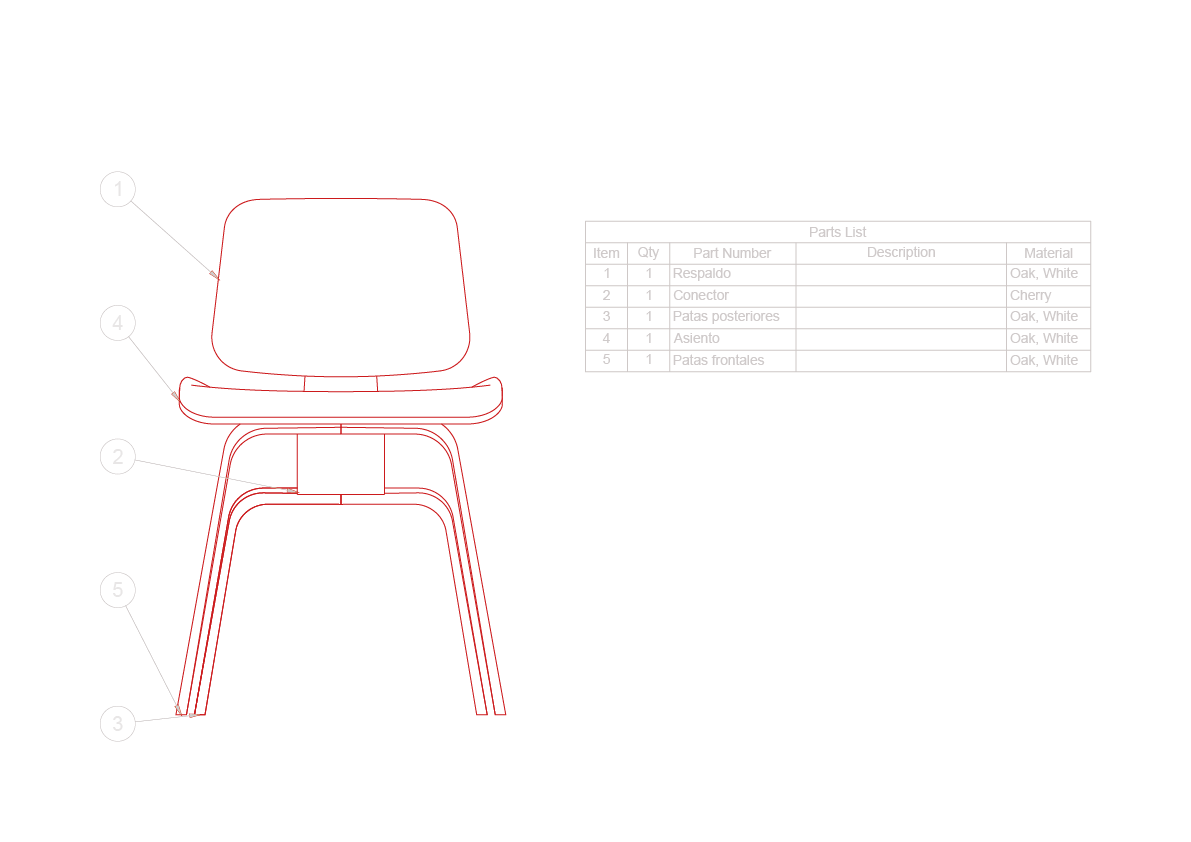 1
4
2
5
3
Parts List
Item Qty Part Number Description Material
1 1 Respaldo Oak, White
2 1 Conector Cherry
3 1 Patas posteriores Oak, White
4 1 Asiento Oak, White
5 1 Patas frontales Oak, White